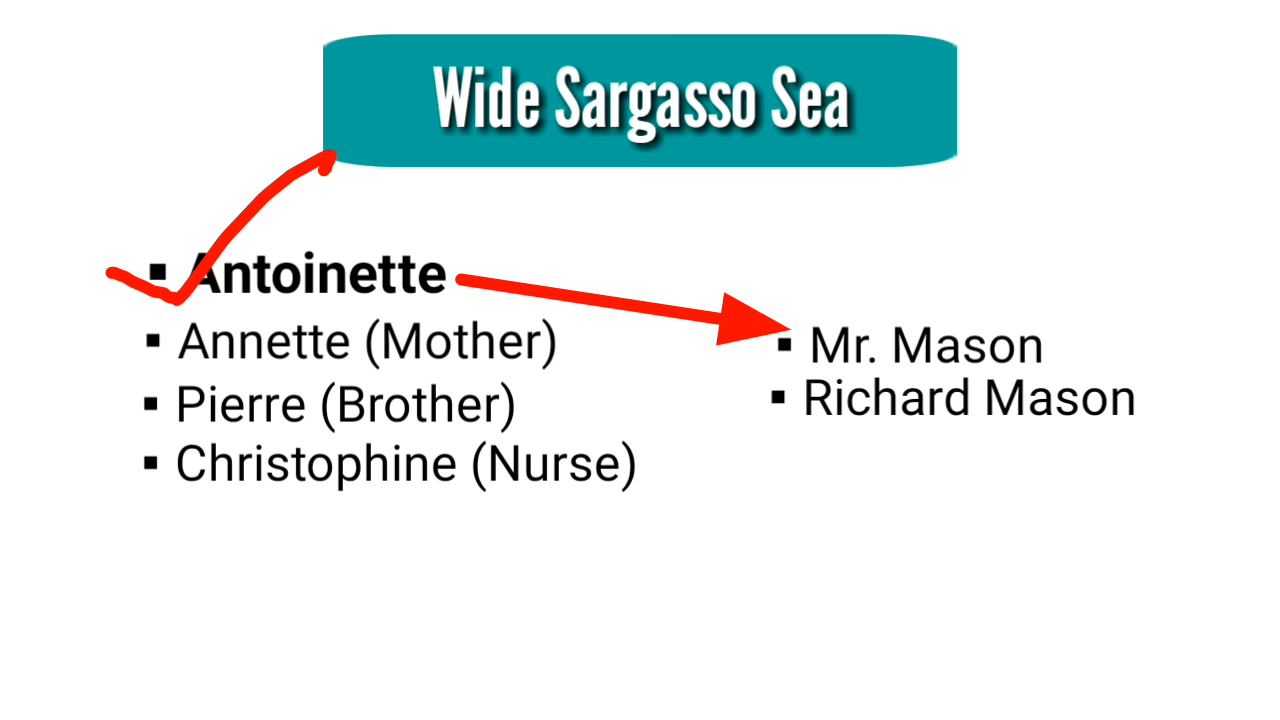 Wide Sargasso Sea
▪ Antoinette
▪ Annette (Mother)
▪ Pierre (Brother)
▪ Christophine (Nurse)
▪ Mr. Mason
▪ Richard Mason